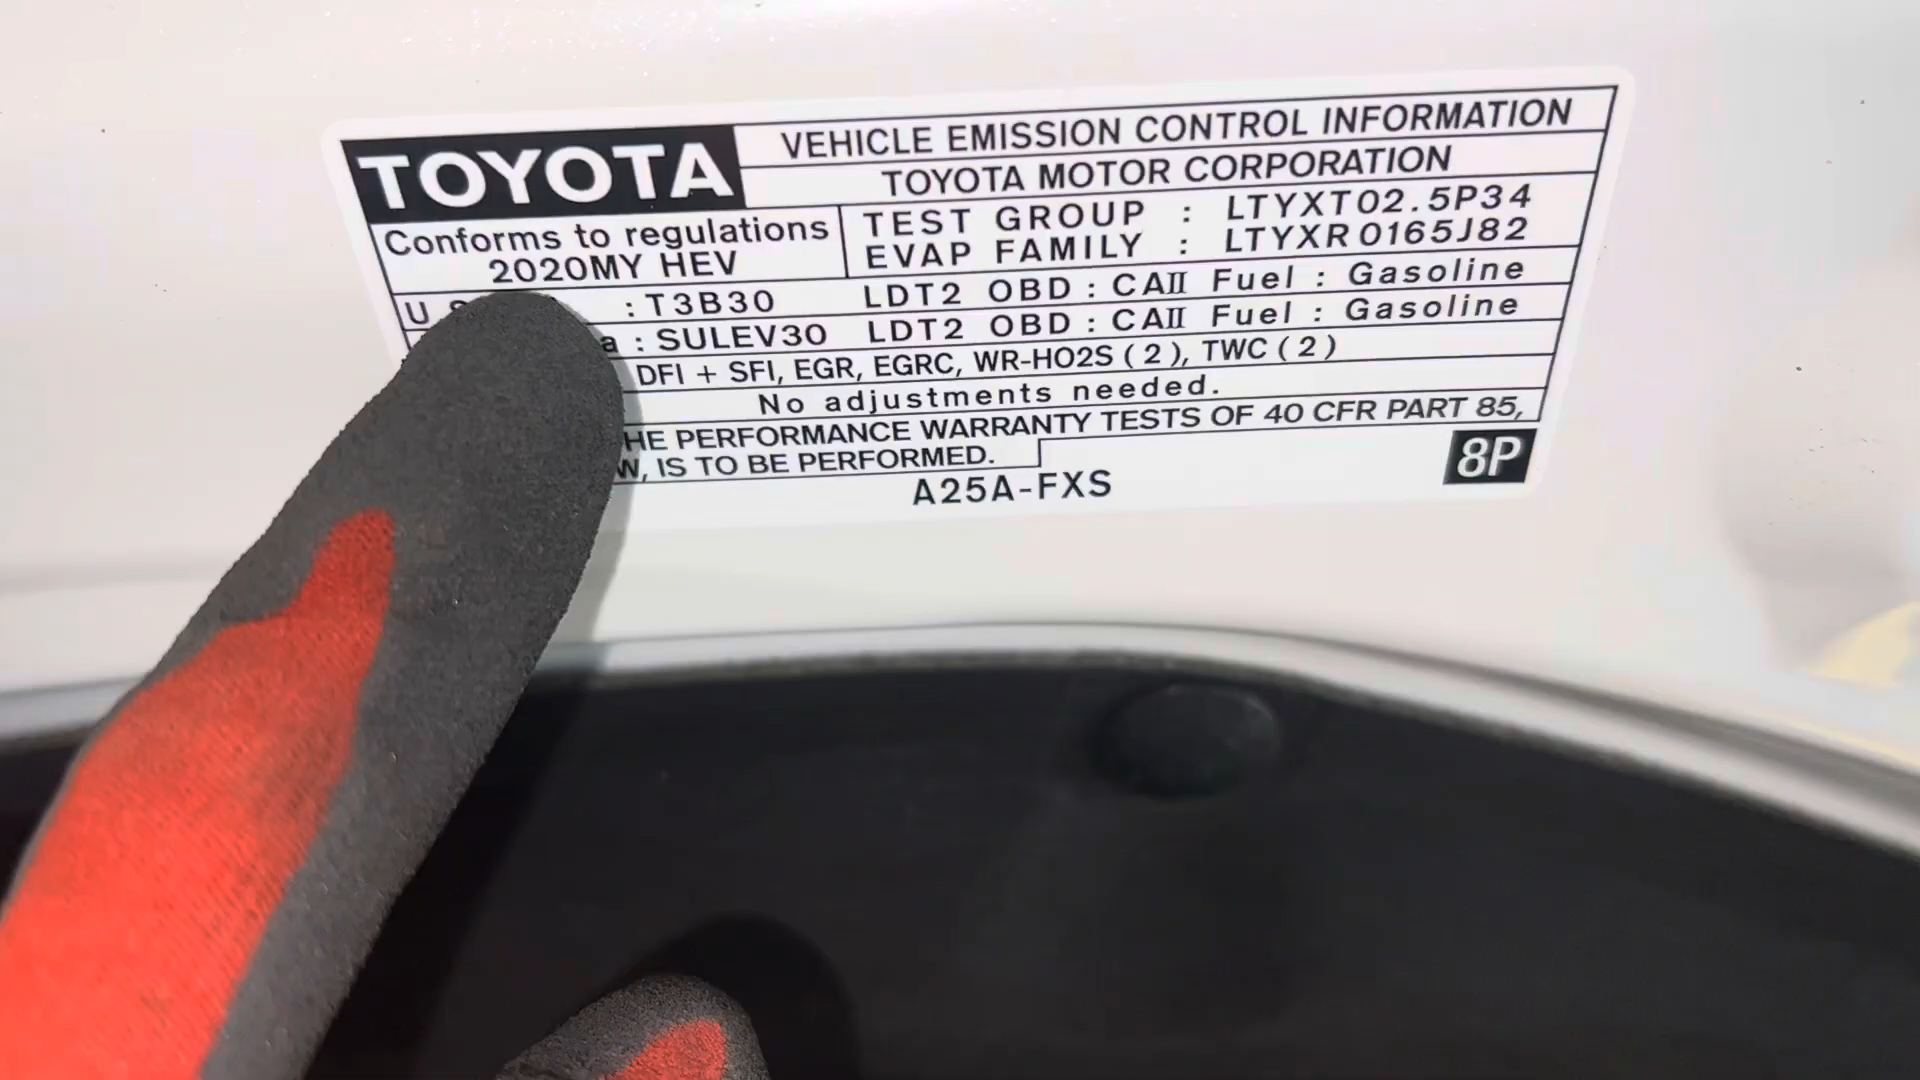 TOYOTA
VEHICLE EMISSION CONTROL INFORMATION
TOYOTA MOTOR CORPORATION
Conforms to regulations
2020MY HEV
TEST GROUP : LTYXT02.5P34
EVAP FAMILY : LTYXR0165J82
U : T3B30 LDT2 OBD : CAII Fuel : Gasoline
: SULEV30 LDT2 OBD : CAII Fuel : Gasoline
DFI + SFI, EGR, EGRC, WR-HO2S ( 2 ), TWC ( 2 )
No adjustments needed.
PERFORMANCE WARRANTY TESTS OF 40 CFR PART 85,
IS TO BE PERFORMED.
A25A-FXS
8P